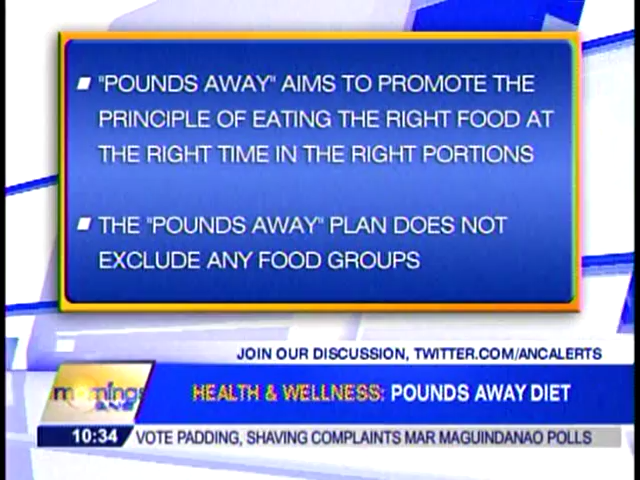 "POUNDS AWAY" AIMS TO PROMOTE THE
PRINCIPLE OF EATING THE RIGHT FOOD AT
THE RIGHT TIME IN THE RIGHT PORTIONS
THE "POUNDS AWAY" PLAN DOES NOT
EXCLUDE ANY FOOD GROUPS
JOIN OUR DISCUSSION, TWITTER.COM/ANCALERTS
mornings
HEALTH & WELLNESS: POUNDS AWAY DIET
10:34 VOTE PADDING, SHAVING COMPLAINTS MAR MAGUINDANAO POLLS